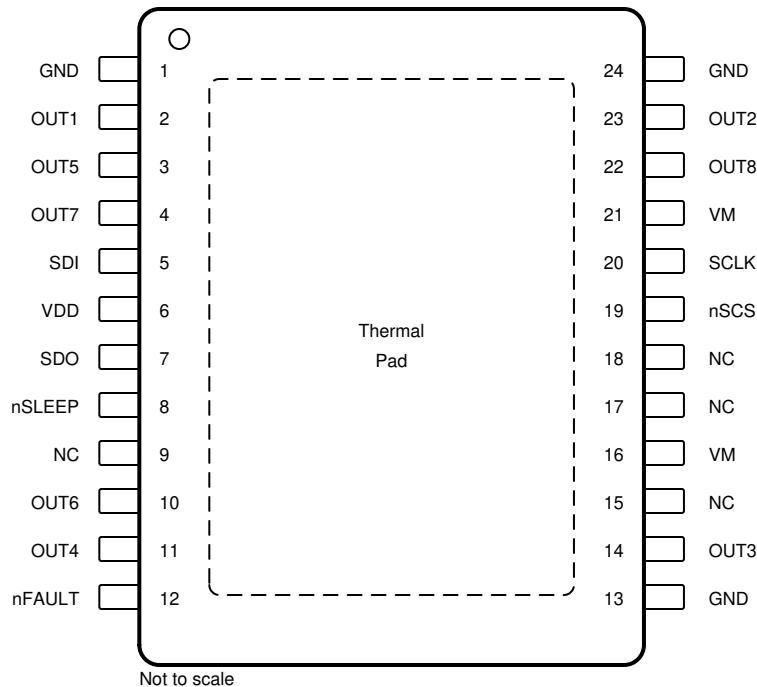 GND 1 24 GND
OUT1 2 23 OUT2
OUT5 3 22 OUT8
OUT7 4 21 VM
SDI 5 20 SCLK
VDD 6 19 nSCS
Thermal
SDO 7 18 NC
Pad
nSLEEP 8 17 NC
NC 9 16 VM
OUT6 10 15 NC
OUT4 11 14 OUT3
nFAULT 12 13 GND
Not to scale